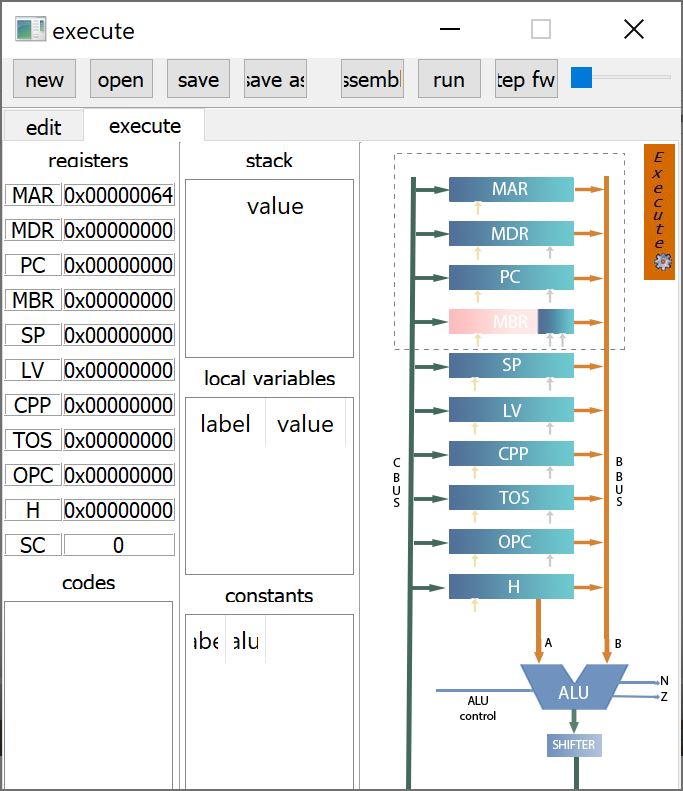 execute
new open save save as ssembl run tep fw
edit execute
registers
MAR 0x00000064
MDR 0x00000000
PC 0x00000000
MBR 0x00000000
SP 0x00000000
LV 0x00000000
CPP 0x00000000
TOS 0x00000000
OPC 0x00000000
H 0x00000000
SC 0
codes
stack
value
local variables
label value
constants
abe alu
MAR
MDR
PC
MBR
SP
LV
CPP
TOS
OPC
H
C BUS
B BUS
A
B
ALU
ALU control
N
Z
SHIFTER
Execute